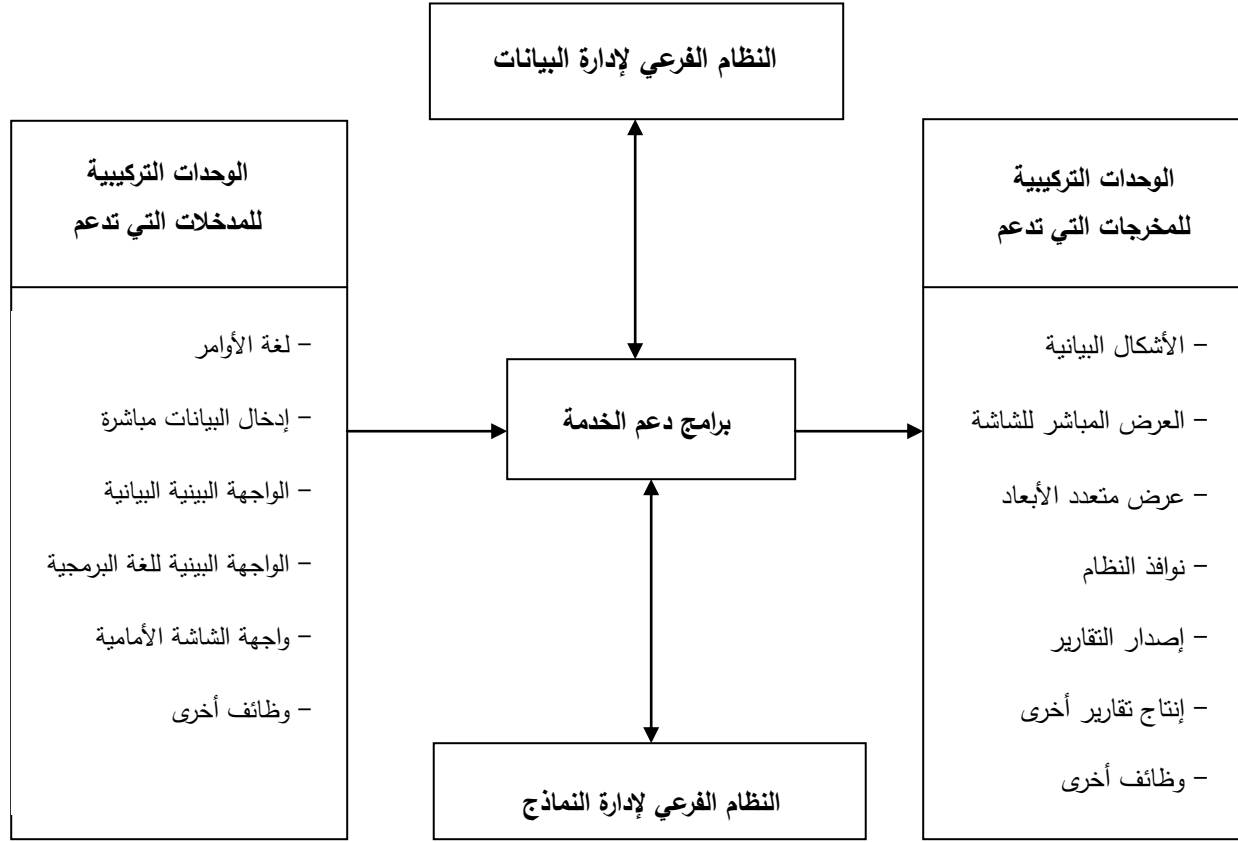 النظام الفرعي لإدارة البيانات
الوحدات التركيبية
للمخرجات التي تدعم
– الأشكال البيانية
– العرض المباشر للشاشة
– عرض متعدد الأبعاد
– نوافذ النظام
– إصدار التقارير
– إنتاج تقارير أخرى
– وظائف أخرى
برامج دعم الخدمة
الوحدات التركيبية
للمدخلات التي تدعم
– لغة الأوامر
– إدخال البيانات مباشرة
– الواجهة البينية البيانية
– الواجهة البينية للغة البرمجية
– واجهة الشاشة الأمامية
– وظائف أخرى
النظام الفرعي لإدارة النماذج